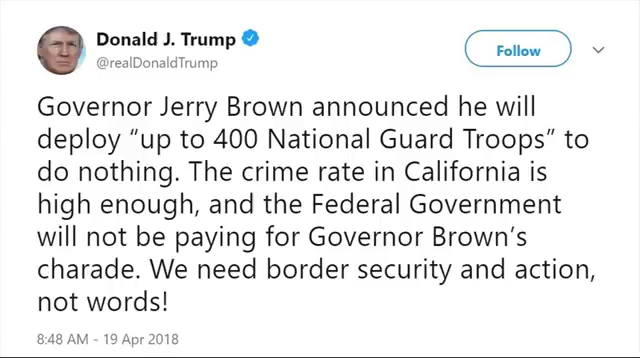 Donald J. Trump
@realDonaldTrump
Follow
Governor Jerry Brown announced he will
deploy “up to 400 National Guard Troops” to
do nothing. The crime rate in California is
high enough, and the Federal Government
will not be paying for Governor Brown’s
charade. We need border security and action,
not words!
8:48 AM - 19 Apr 2018